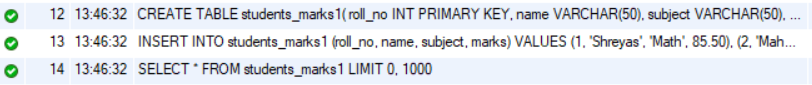 12 13:46:32 CREATE TABLE students_marks1( roll_no INT PRIMARY KEY, name VARCHAR(50), subject VARCHAR(50), ...
13 13:46:32 INSERT INTO students_marks1 (roll_no, name, subject, marks) VALUES (1, 'Shreyas', 'Math', 85.50), (2, 'Mah...
14 13:46:32 SELECT * FROM students_marks1 LIMIT 0, 1000